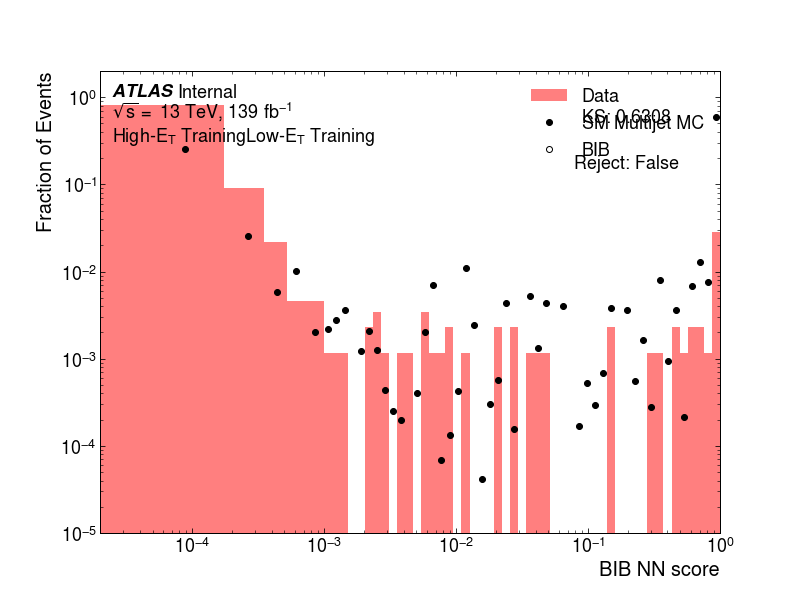 ATLAS Internal
√s = 13 TeV, 139 fb⁻¹
High-E_T TrainingLow-E_T Training
Data
KS: 0.6308
SM Multijet MC
BIB
Reject: False
Fraction of Events
10⁰
10⁻¹
10⁻²
10⁻³
10⁻⁴
10⁻⁵
10⁻⁴
10⁻³
10⁻²
10⁻¹
10⁰
BIB NN score